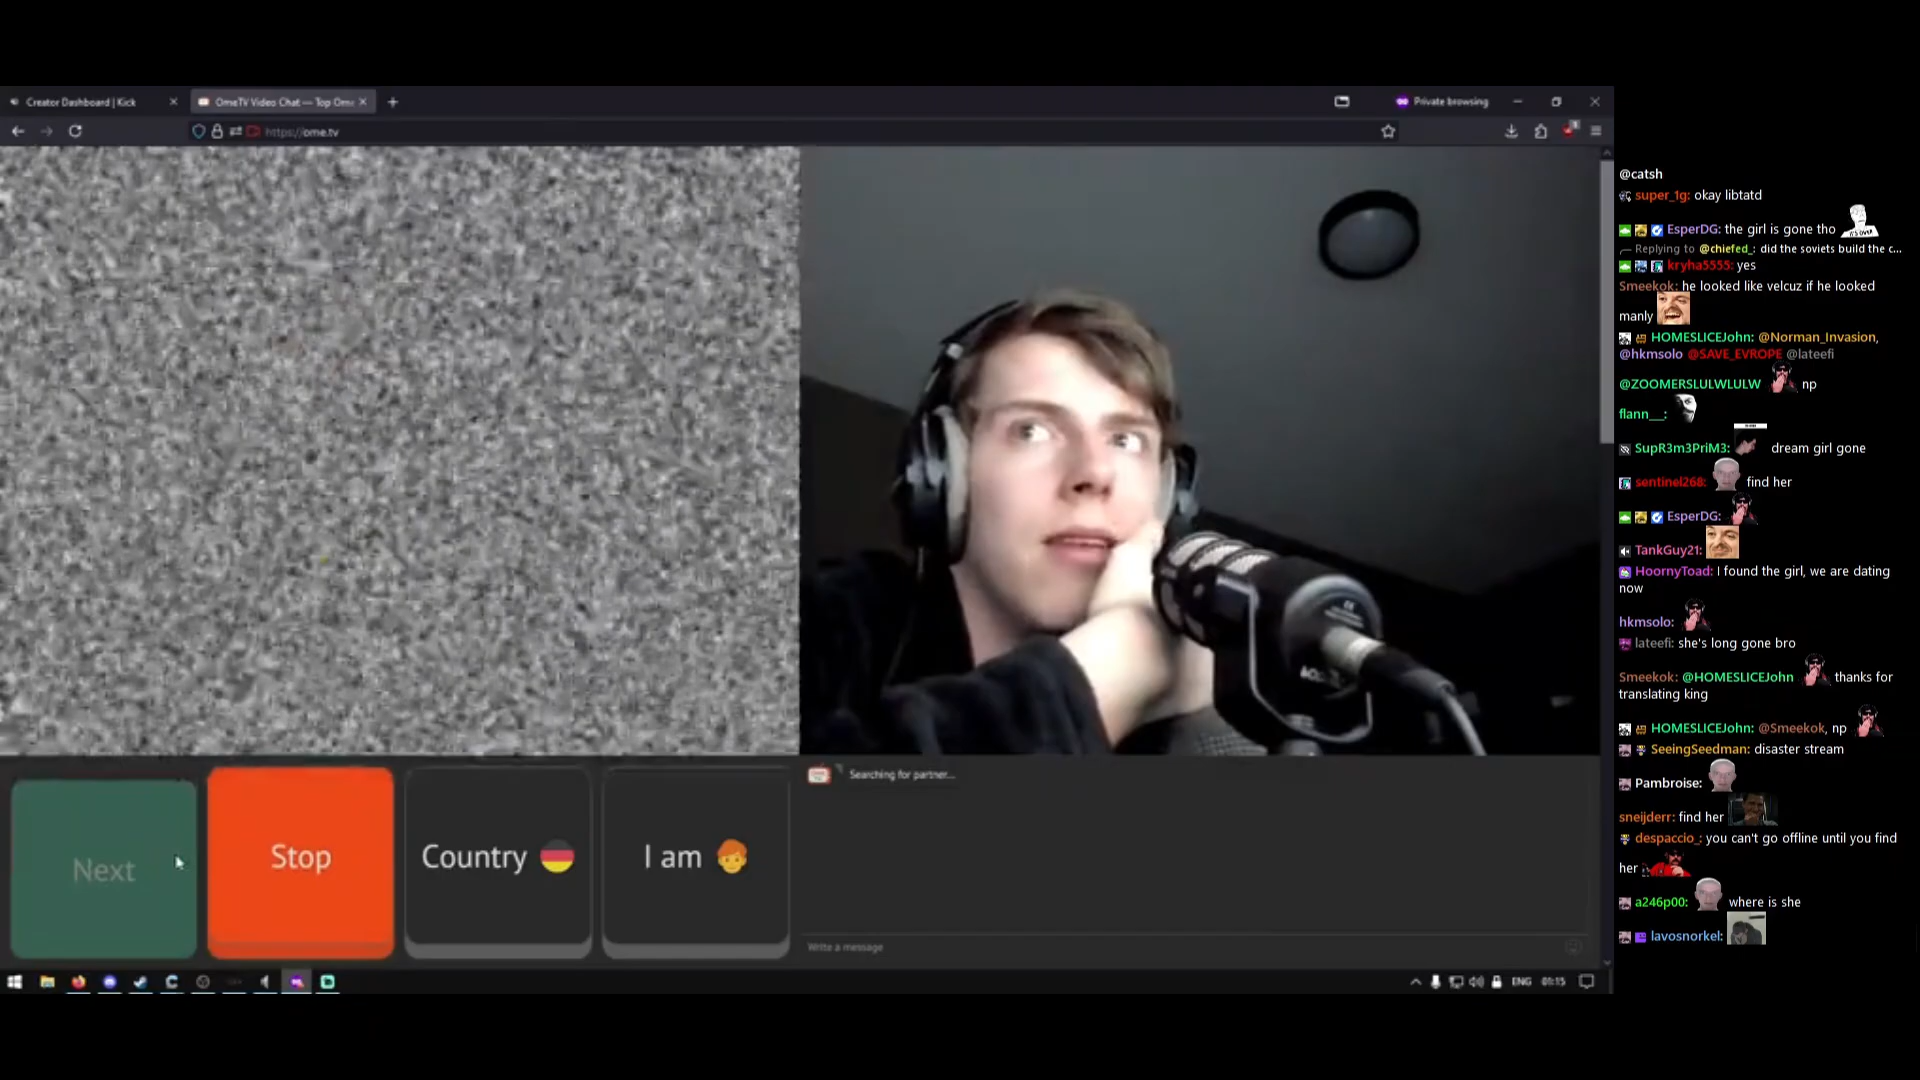 Creator Dashboard | Kick
OmeTV Video Chat — Top Ome
Private browsing
https://ome.tv
@catsh
super_1g: okay libtatd
EsperDG: the girl is gone tho
Replying to @chiefed_: did the soviets build the c...
kryha5555: yes
Smeekok: he looked like velcuz if he looked
manly
HOMESLICEJohn: @Norman_Invasion,
@hkmsolo @SAVE_EVROPE @lateefi
@ZOOMERSLULWLULW np
flann__:
SupR3m3PriM3: dream girl gone
sentinel268: find her
EsperDG:
TankGuy21:
HoornyToad: I found the girl, we are dating
now
hkmsolo:
lateefi: she's long gone bro
Smeekok: @HOMESLICEJohn thanks for
translating king
HOMESLICEJohn: @Smeekok, np
SeeingSeedman: disaster stream
Pambroise:
sneijderr: find her
despaccio_: you can't go offline until you find
her
a246p00: where is she
lavosnorkel:
Searching for partner...
Next
Stop
Country
I am
Write a message
ENG
01:15